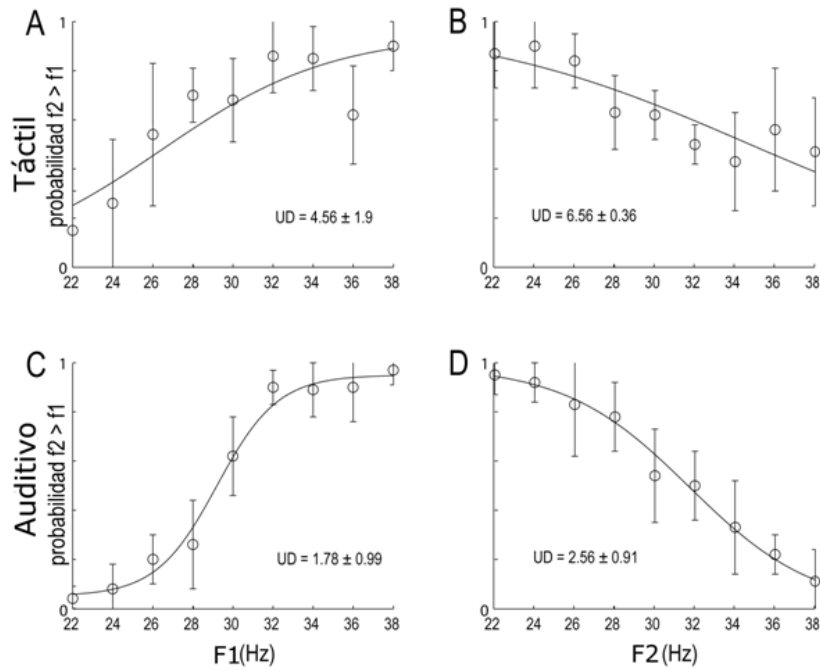 A
B
Táctil
probabilidad f2 > f1
1
0
22 24 26 28 30 32 34 36 38
UD = 4.56 ± 1.9
1
0
22 24 26 28 30 32 34 36 38
UD = 6.56 ± 0.36
C
D
Auditivo
probabilidad f2 > f1
1
0
22 24 26 28 30 32 34 36 38
UD = 1.78 ± 0.99
1
0
22 24 26 28 30 32 34 36 38
UD = 2.56 ± 0.91
F1(Hz)
F2(Hz)